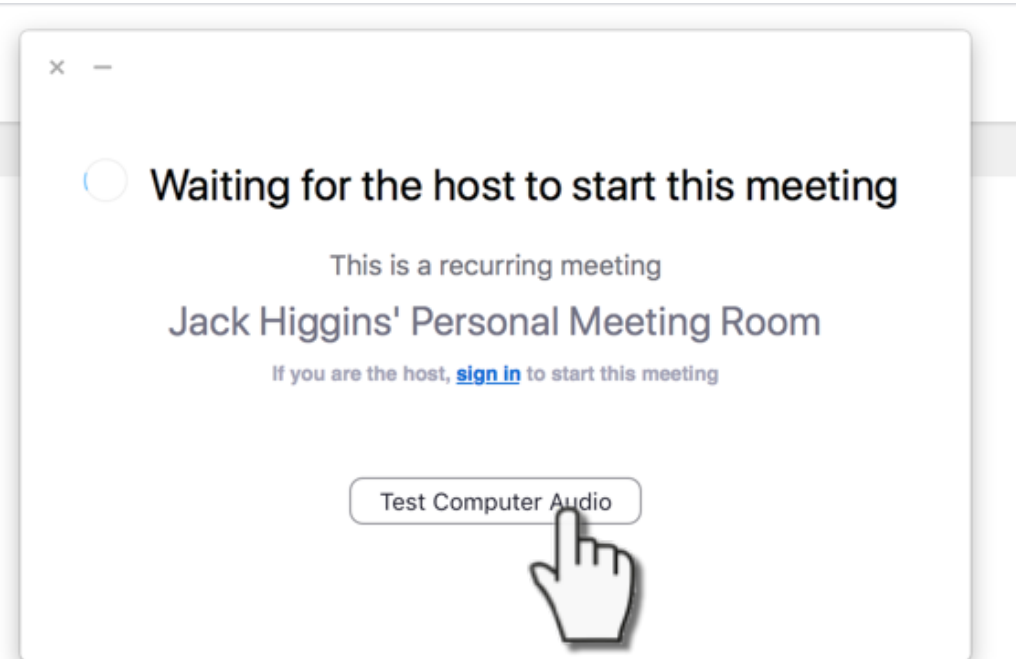 Waiting for the host to start this meeting
This is a recurring meeting
Jack Higgins' Personal Meeting Room
If you are the host, sign in to start this meeting
Test Computer Audio